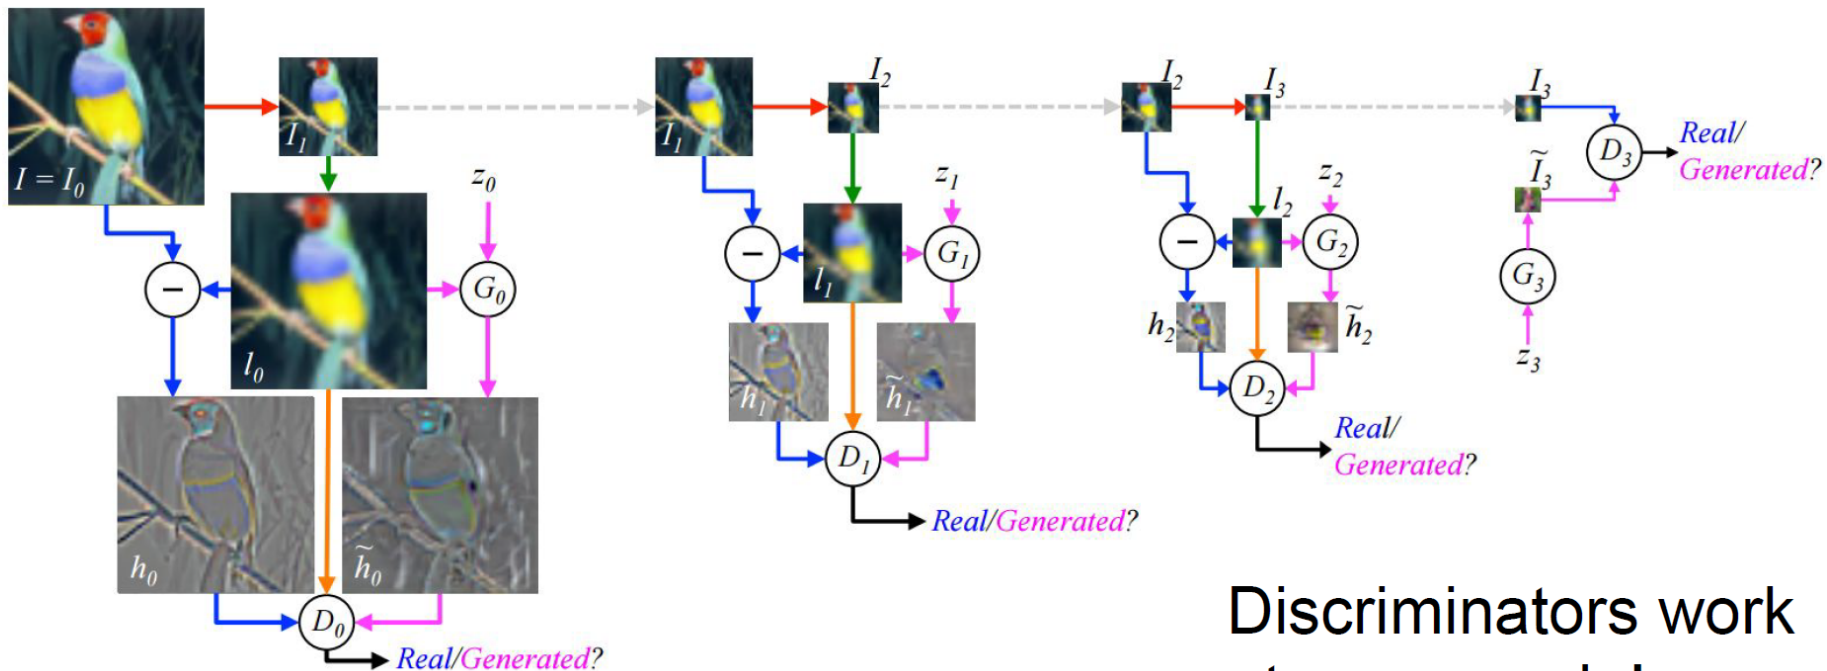 I = I₀
I₁
l₀
z₀
G₀
−
h₀
h̃₀
D₀
Real/Generated?
I₁
I₂
l₁
z₁
G₁
−
h₁
h̃₁
D₁
Real/Generated?
I₂
I₃
l₂
z₂
G₂
−
h₂
h̃₂
D₂
Real/
Generated?
I₃
Ĩ₃
G₃
z₃
D₃
Real/
Generated?
Discriminators work